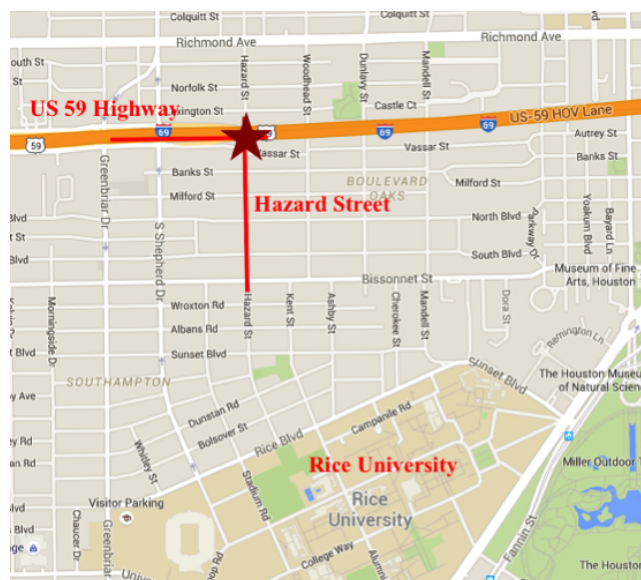 Colquitt St
Colquitt St
Richmond Ave
Richmond Ave
South St
Hazard St
Woodhead St
Dunlavy St
Mandell St
Norfolk St
US 59 Highway
Castle Ct
US-59 HOV Lane
69
69
69
59
Vassar St
Vassar St
Autrey St
Banks St
Banks St
Greenbriar Dr
S Shepherd Dr
Milford St
BOULEVARD
OAKS
Milford St
Hazard Street
North Blvd
Parkway Dr
Yoakum Blvd
Bayard Ln
South Blvd
Bissonnet St
Museum of Fine
Arts, Houston
Morningside Dr
Wroxton Rd
Hazard St
Kent St
Ashby St
Cherokee St
Mandell St
Dora St
Albans Rd
Remington Ln
Sunset Blvd
Sunset Blvd
SOUTHAMPTON
The Houston Museum
of Natural Scienc
Dunstan Rd
Bolsover St
Rice Blvd
Campanile Rd
Whitley St
Stadium Rd
Rice University
Miller Outdoor T
Visitor Parking
Rice
University
Chaucer Dr
Greenbriar
Fannin St
College Way
Alumni
The Houston